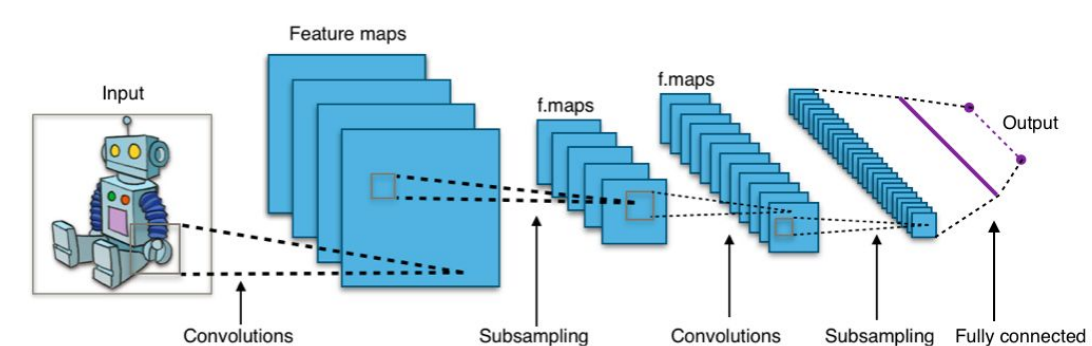 Feature maps
f.maps
Input
f.maps
Output
Convolutions
Subsampling
Convolutions
Subsampling
Fully connected